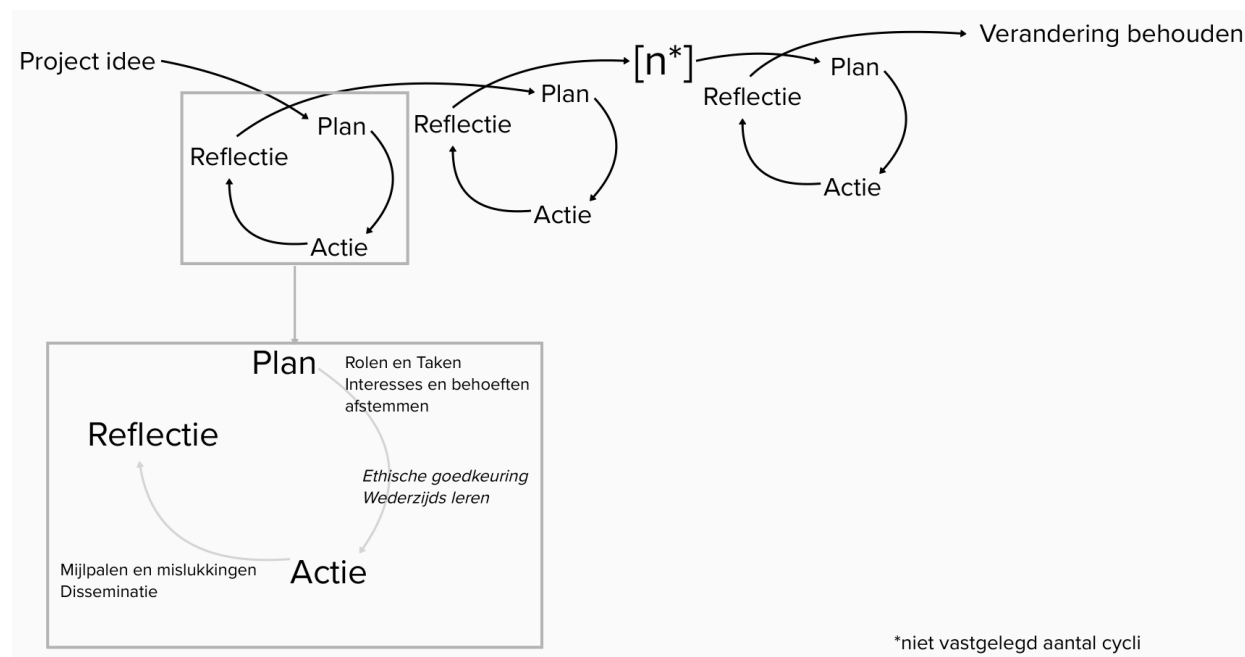 Project idee
Plan
Reflectie
Actie
Plan
Reflectie
Actie
[n*]
Plan
Reflectie
Actie
Verandering behouden
Plan
Rolen en Taken
Interesses en behoeften
afstemmen
Reflectie
Ethische goedkeuring
Wederzijds leren
Actie
Mijlpalen en mislukkingen
Disseminatie
*niet vastgelegd aantal cycli